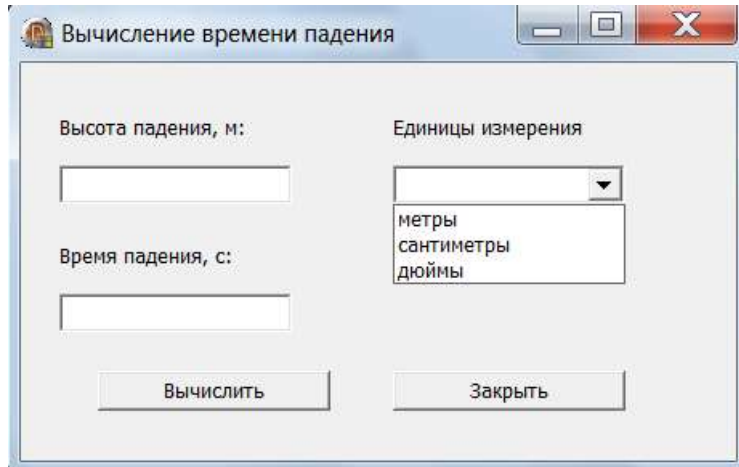 Вычисление времени падения
Высота падения, м:
Единицы измерения
метры
сантиметры
дюймы
Время падения, с:
Вычислить
Закрыть